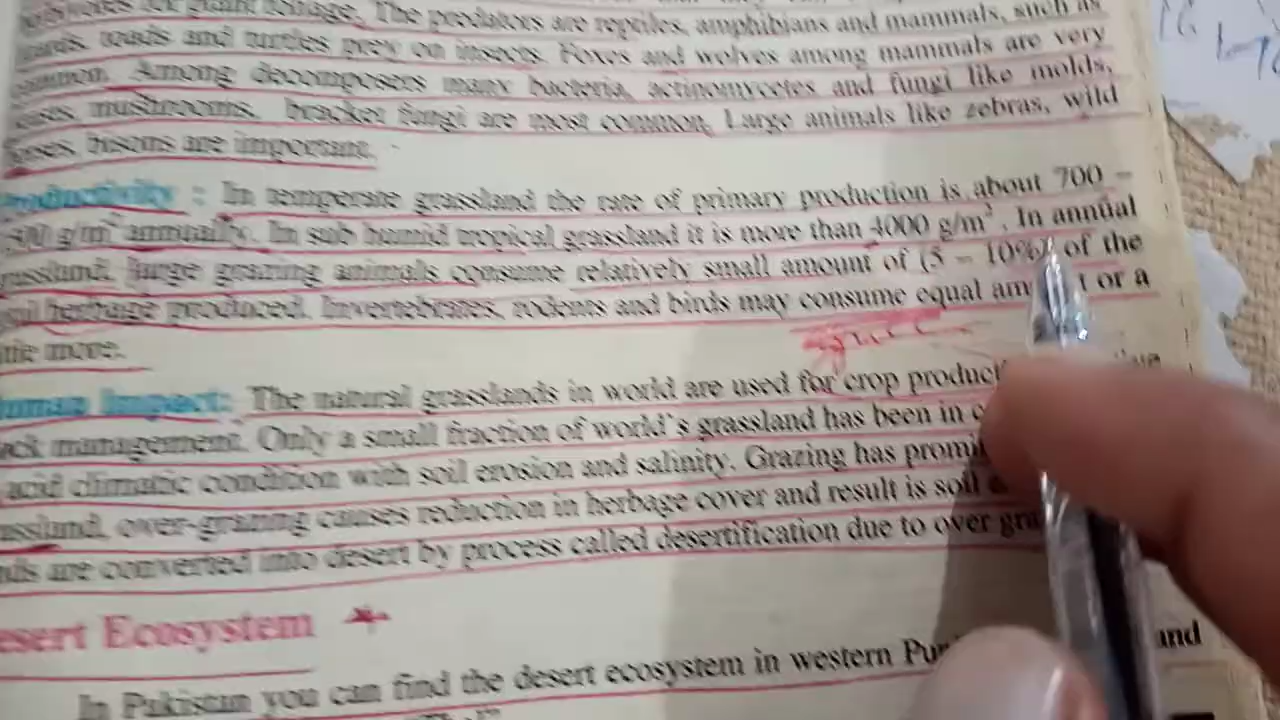 The predators are reptiles, amphibians and mammals, such as
toads and turtles prey on insects. Foxes and wolves among mammals are very
Among decomposers many bacteria, actinomycetes and fungi like molds,
mushrooms, bracket fungi are most common, Large animals like zebras, wild
bisons are important.
: In temperate grassland the rate of primary production is about 700 –
g/m² annually. In sub humid tropical grassland it is more than 4000 g/m². In annual
large grazing animals consume relatively small amount of (5 – 10%) of the
herbage produced. Invertebrates, rodents and birds may consume equal or a
more.
Impact: The natural grasslands in world are used for crop
management. Only a small fraction of world's grassland has been in
acid climatic condition with soil erosion and salinity. Grazing has
over-grazing causes reduction in herbage cover and result is soil
are converted into desert by process called desertification due to over
Ecosystem
In Pakistan you can find the desert ecosystem in western and